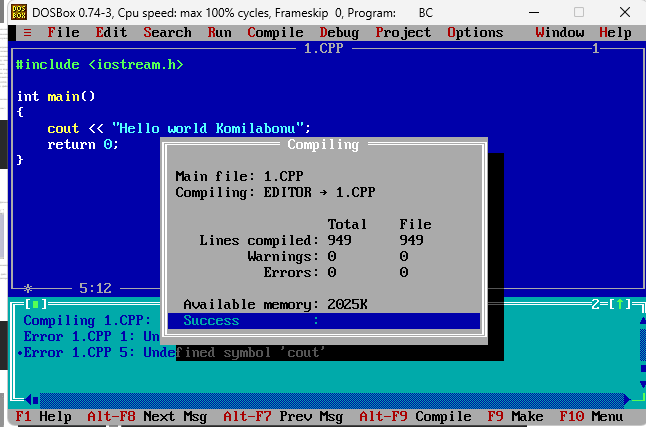 DOSBox 0.74-3, Cpu speed: max 100% cycles, Frameskip 0, Program: BC
≡ File Edit Search Run Compile Debug Project Options Window Help
1.CPP 1
#include <iostream.h>
int main()
{
cout << "Hello world Komilabonu";
return 0;
}
Compiling
Main file: 1.CPP
Compiling: EDITOR → 1.CPP
Total File
Lines compiled: 949 949
Warnings: 0 0
Errors: 0 0
Available memory: 2025K
Success :
* 5:12
[■] 2=[↑]
Compiling 1.CPP:
Error 1.CPP 1: Un
•Error 1.CPP 5: Undefined symbol 'cout'
F1 Help Alt-F8 Next Msg Alt-F7 Prev Msg Alt-F9 Compile F9 Make F10 Menu